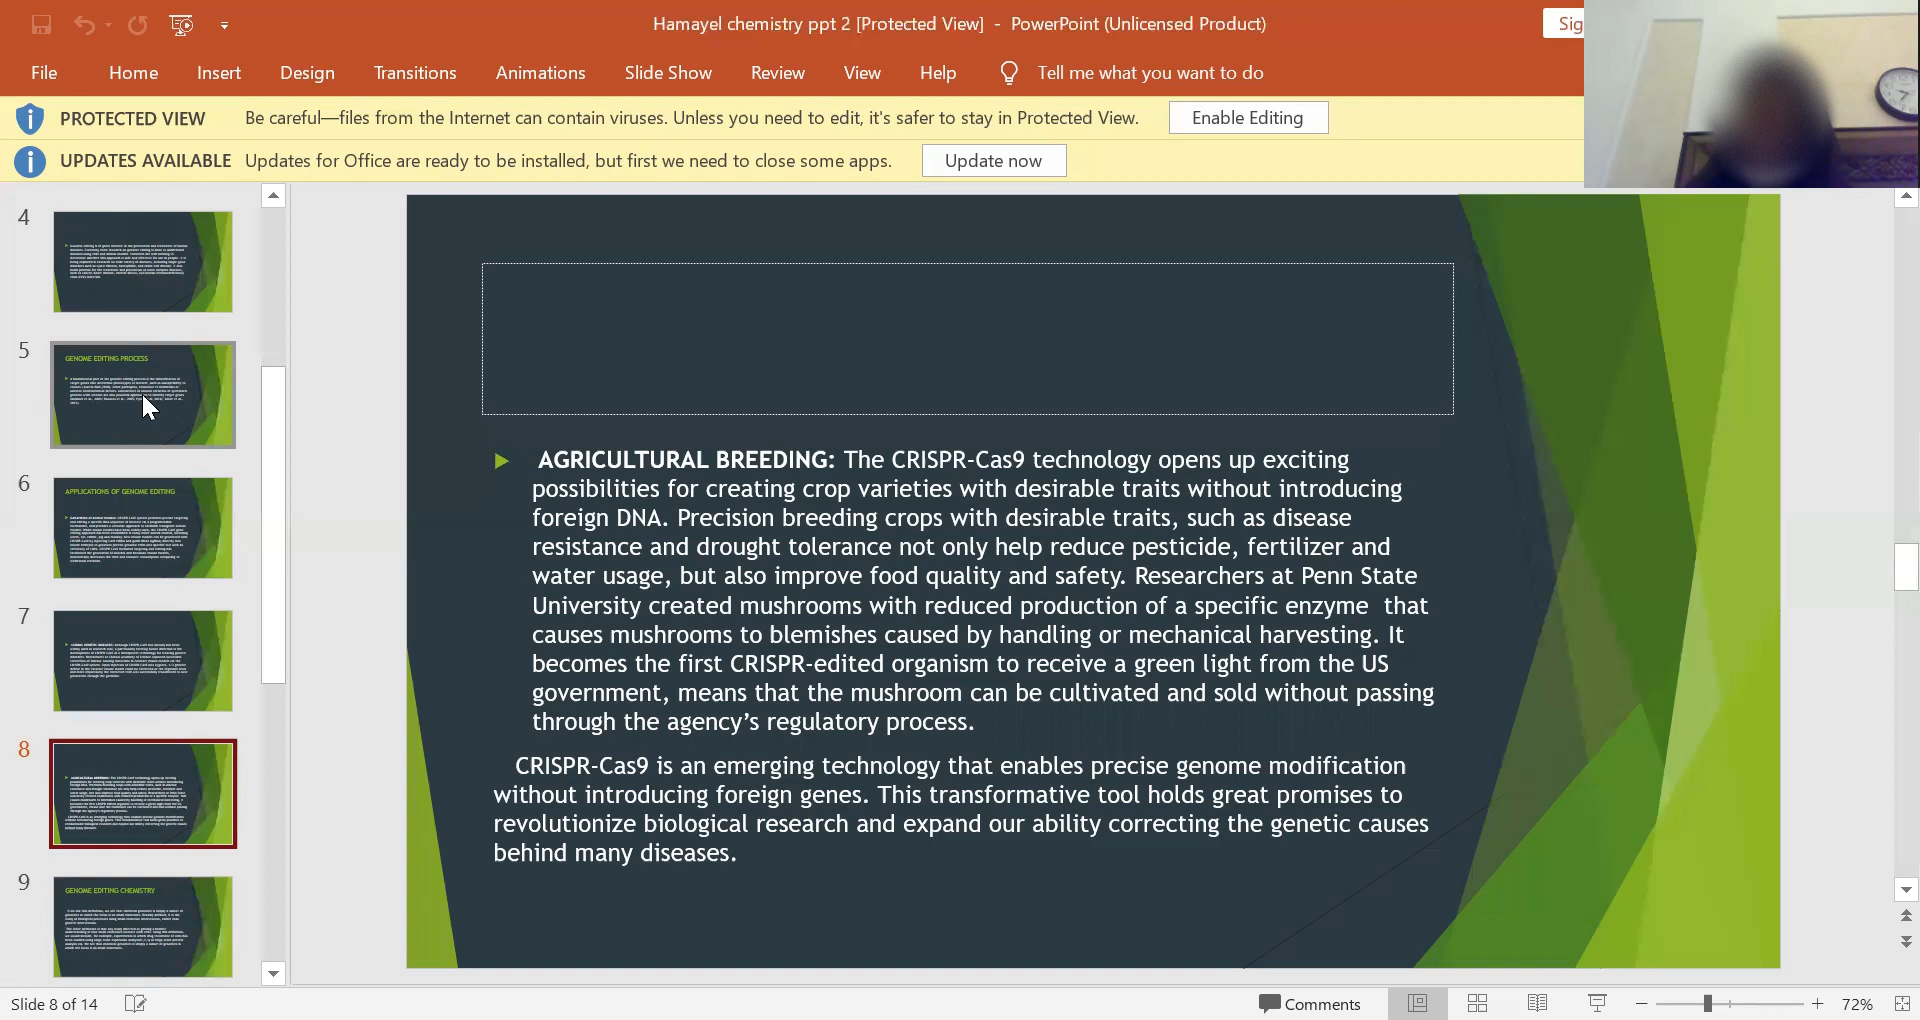 Hamayel chemistry ppt 2 [Protected View] - PowerPoint (Unlicensed Product)
Sig
File Home Insert Design Transitions Animations Slide Show Review View Help Tell me what you want to do
PROTECTED VIEW Be careful—files from the Internet can contain viruses. Unless you need to edit, it's safer to stay in Protected View. Enable Editing
UPDATES AVAILABLE Updates for Office are ready to be installed, but first we need to close some apps. Update now
4
5
GENOME EDITING PROCESS
6
APPLICATIONS OF GENOME EDITING
7
8
9
GENOME EDITING CHEMISTRY
AGRICULTURAL BREEDING: The CRISPR-Cas9 technology opens up exciting
possibilities for creating crop varieties with desirable traits without introducing
foreign DNA. Precision breeding crops with desirable traits, such as disease
resistance and drought tolerance not only help reduce pesticide, fertilizer and
water usage, but also improve food quality and safety. Researchers at Penn State
University created mushrooms with reduced production of a specific enzyme that
causes mushrooms to blemishes caused by handling or mechanical harvesting. It
becomes the first CRISPR-edited organism to receive a green light from the US
government, means that the mushroom can be cultivated and sold without passing
through the agency’s regulatory process.
CRISPR-Cas9 is an emerging technology that enables precise genome modification
without introducing foreign genes. This transformative tool holds great promises to
revolutionize biological research and expand our ability correcting the genetic causes
behind many diseases.
Slide 8 of 14 Comments 72%